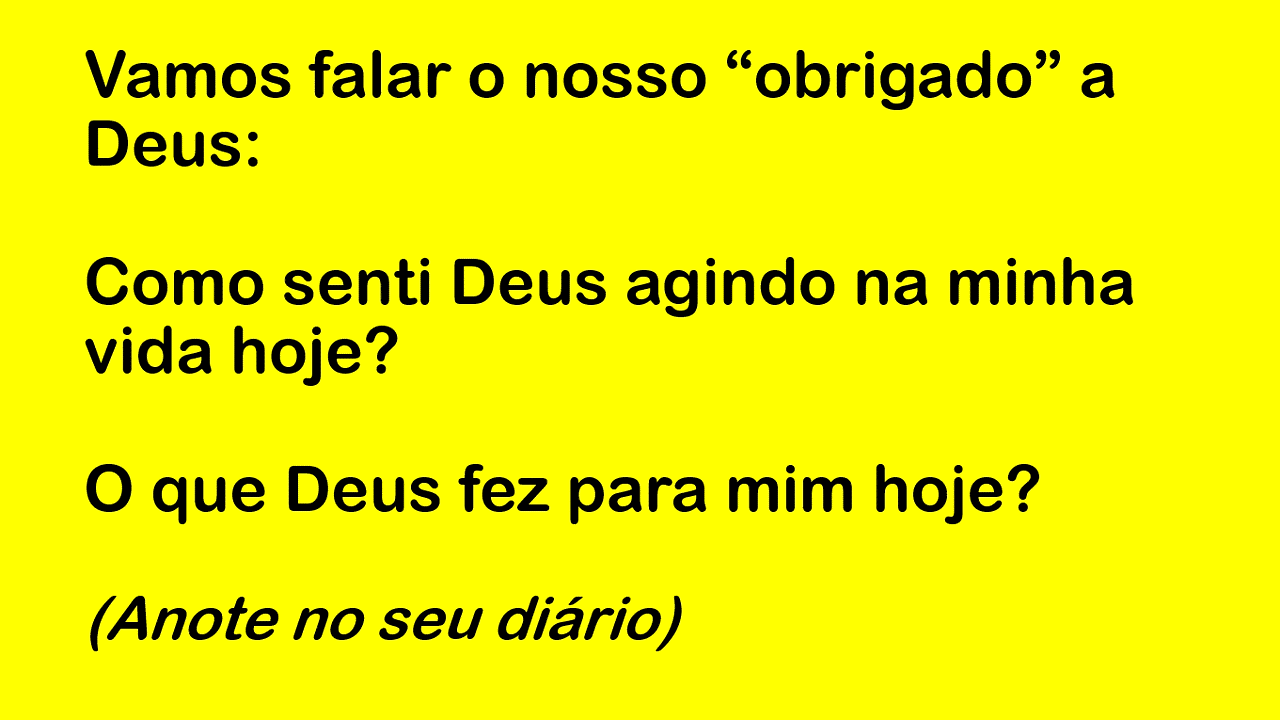 Vamos falar o nosso “obrigado” a
Deus:
Como senti Deus agindo na minha
vida hoje?
O que Deus fez para mim hoje?
(Anote no seu diário)